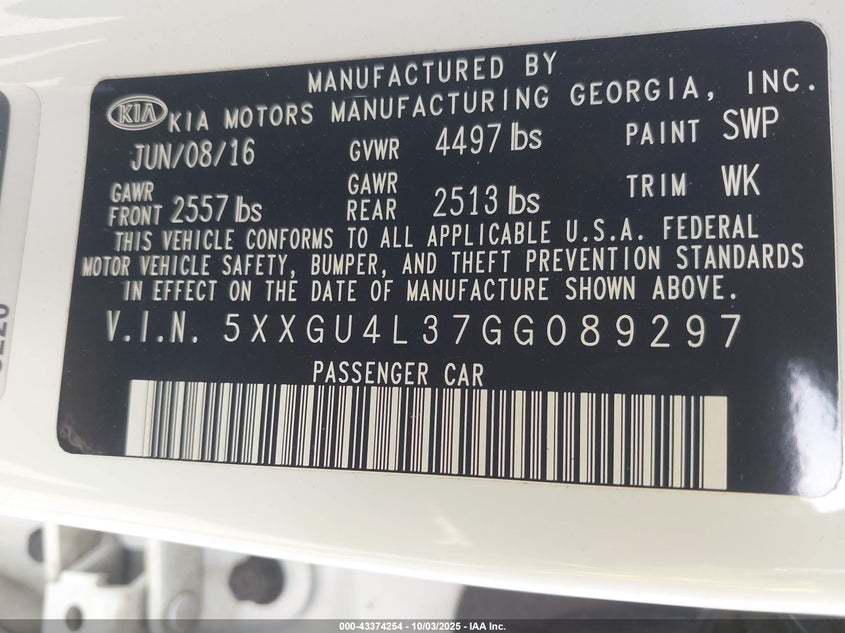 MANUFACTURED BY
KIA KIA MOTORS MANUFACTURING GEORGIA, INC.
JUN/08/16 GVWR 4497 lbs PAINT SWP
GAWR FRONT 2557 lbs GAWR REAR 2513 lbs TRIM WK
THIS VEHICLE CONFORMS TO ALL APPLICABLE U.S.A. FEDERAL
MOTOR VEHICLE SAFETY, BUMPER, AND THEFT PREVENTION STANDARDS
IN EFFECT ON THE DATE OF MANUFACTURE SHOWN ABOVE.
V.I.N. 5XXGU4L37GG089297
PASSENGER CAR
000-43374254 - 10/03/2025 - IAA Inc.